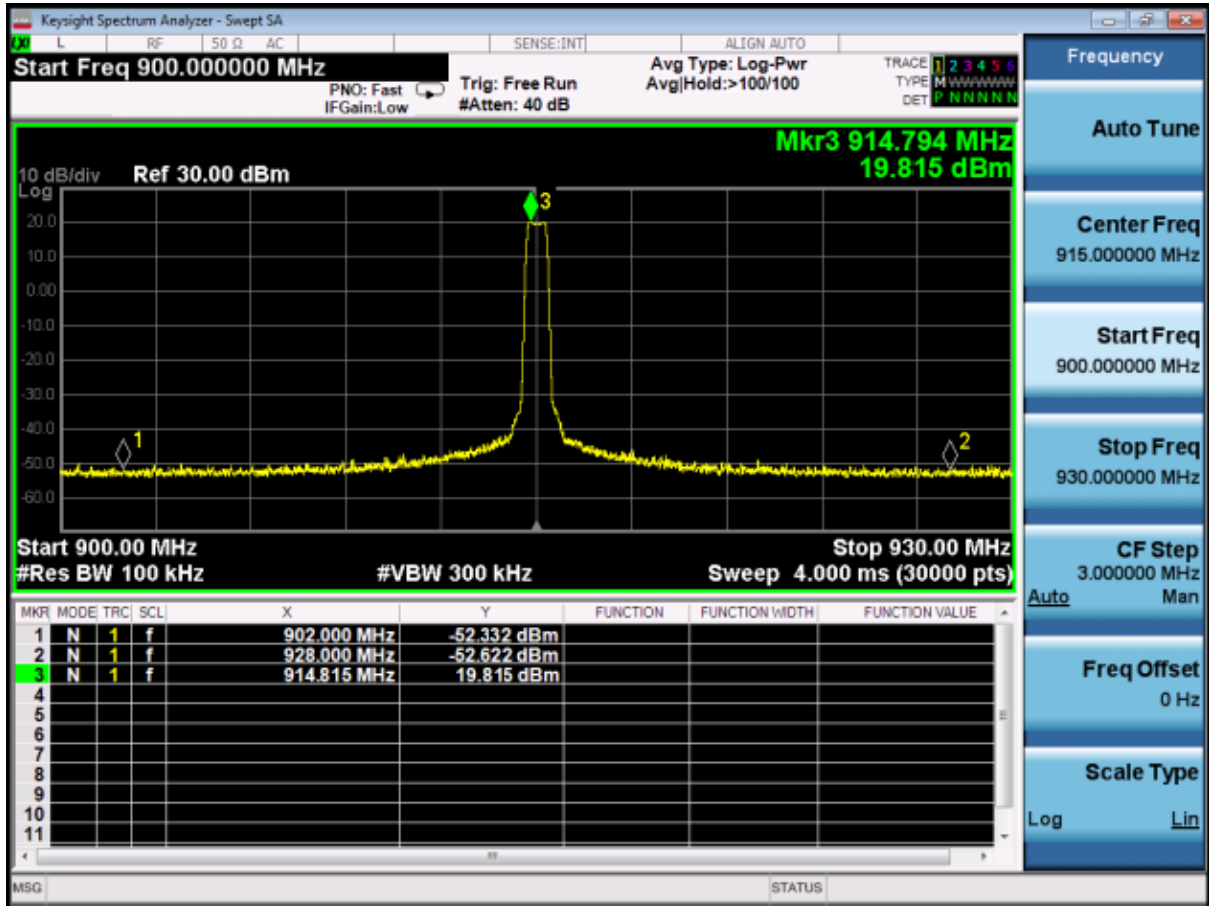 Keysight Spectrum Analyzer - Swept SA
LXI L RF 50 Ω AC SENSE:INT ALIGN AUTO
Start Freq 900.000000 MHz
PNO: Fast
IFGain:Low
Trig: Free Run
#Atten: 40 dB
Avg Type: Log-Pwr
Avg|Hold:>100/100
TRACE 1 2 3 4 5 6
TYPE M WWWWW
DET P N N N N N
Mkr3 914.794 MHz
19.815 dBm
10 dB/div Ref 30.00 dBm
Log
20.0
10.0
0.00
-10.0
-20.0
-30.0
-40.0
-50.0
-60.0
3
1
2
Start 900.00 MHz Stop 930.00 MHz
#Res BW 100 kHz #VBW 300 kHz Sweep 4.000 ms (30000 pts)
MKR MODE TRC SCL X Y FUNCTION FUNCTION WIDTH FUNCTION VALUE
1 N 1 f 902.000 MHz -52.332 dBm
2 N 1 f 928.000 MHz -52.622 dBm
3 N 1 f 914.815 MHz 19.815 dBm
4
5
6
7
8
9
10
11
MSG STATUS
Frequency
Auto Tune
Center Freq
915.000000 MHz
Start Freq
900.000000 MHz
Stop Freq
930.000000 MHz
CF Step
3.000000 MHz
Auto Man
Freq Offset
0 Hz
Scale Type
Log Lin